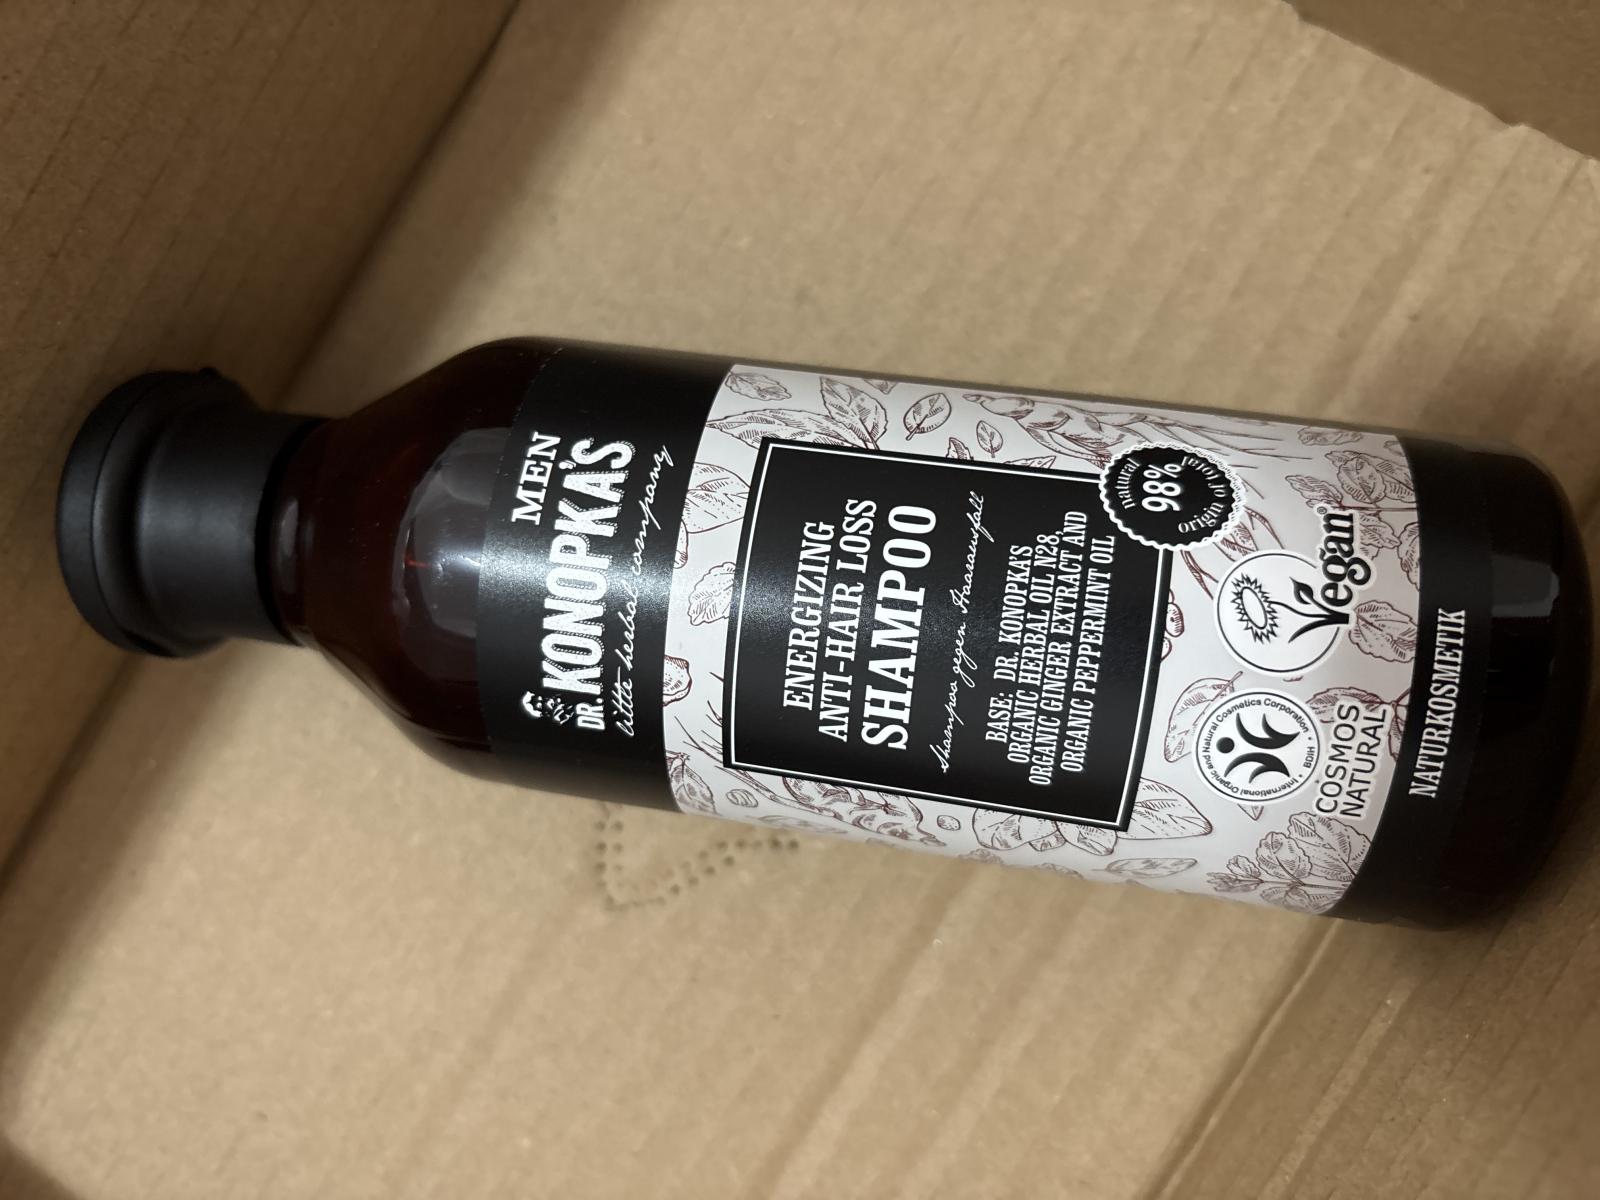 MEN
DR. KONOPKA'S
elitte herbal company
ENERGIZING
ANTI-HAIR LOSS
SHAMPOO
Shampoo gegen Haarausfall
BASE: DR. KONOPKA'S
ORGANIC HERBAL OIL N28,
ORGANIC GINGER EXTRACT AND
ORGANIC PEPPERMINT OIL
natural
98%
origin total
Vegan®
International Organic and Natural Cosmetics Corporation • BDIH •
COSMOS
NATURAL
NATURKOSMETIK